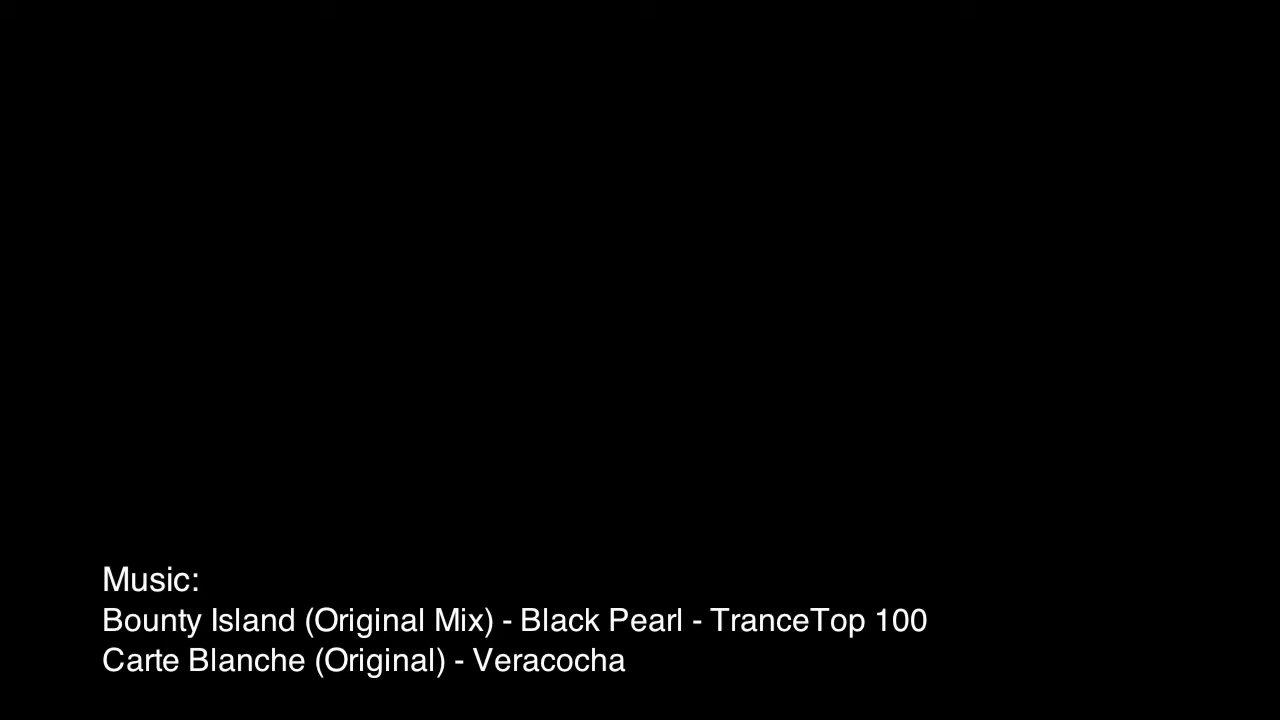 Music:
Bounty Island (Original Mix) - Black Pearl - TranceTop 100
Carte Blanche (Original) - Veracocha